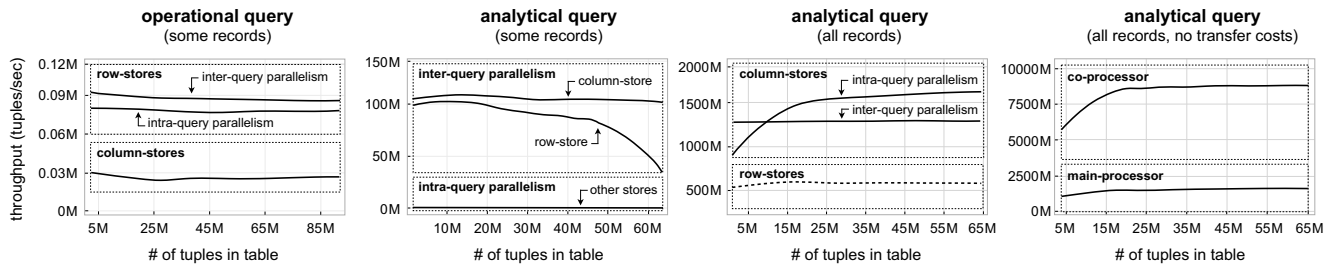 operational query
(some records)
throughput (tuples/sec)
0.12M
0.09M
0.06M
0.03M
0M
row-stores
inter-query parallelism
intra-query parallelism
column-stores
5M 25M 45M 65M 85M
# of tuples in table
analytical query
(some records)
150M
100M
50M
0M
inter-query parallelism
column-store
row-store
intra-query parallelism
other stores
10M 20M 30M 40M 50M 60M
# of tuples in table
analytical query
(all records)
2000M
1500M
1000M
500M
column-stores
intra-query parallelism
inter-query parallelism
row-stores
5M 15M 25M 35M 45M 55M 65M
# of tuples in table
analytical query
(all records, no transfer costs)
10000M
7500M
5000M
2500M
0M
co-processor
main-processor
5M 15M 25M 35M 45M 55M 65M
# of tuples in table